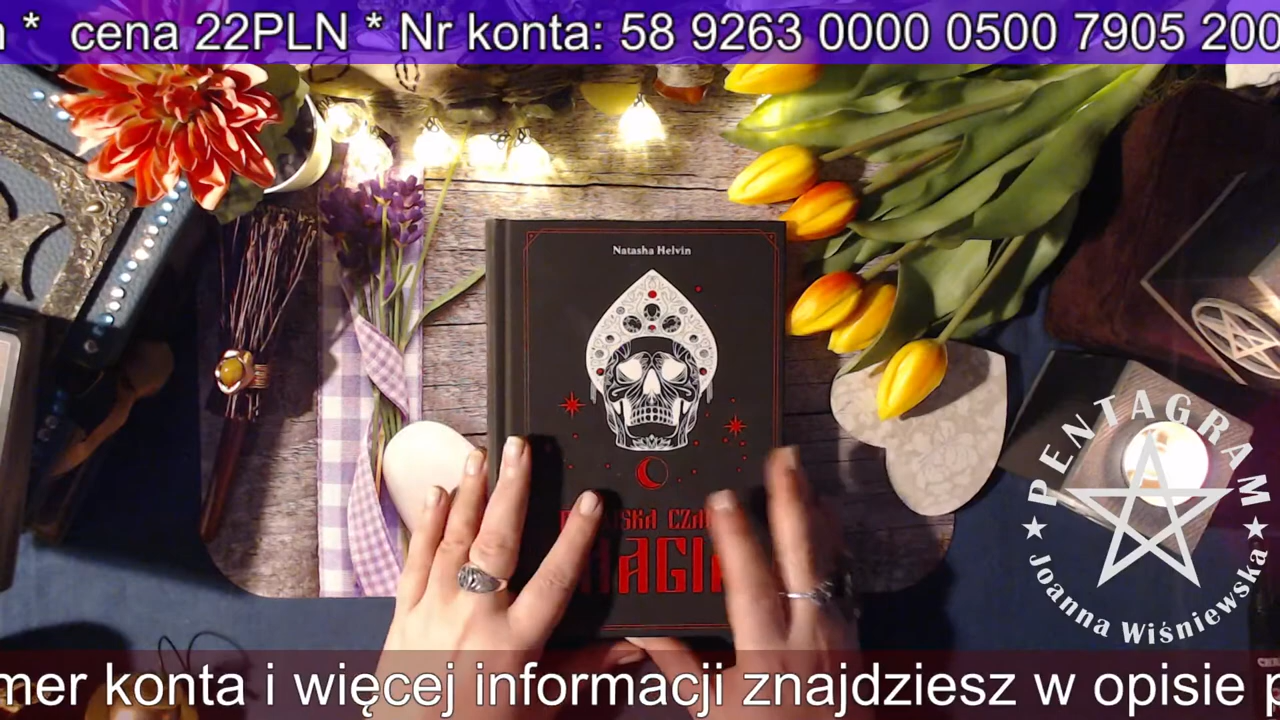 * cena 22PLN * Nr konta: 58 9263 0000 0500 7905 200
Natasha Helvin
MAGIA
PENTAGRAM
Joanna Wiśniewska
konta i więcej informacji znajdziesz w opisie